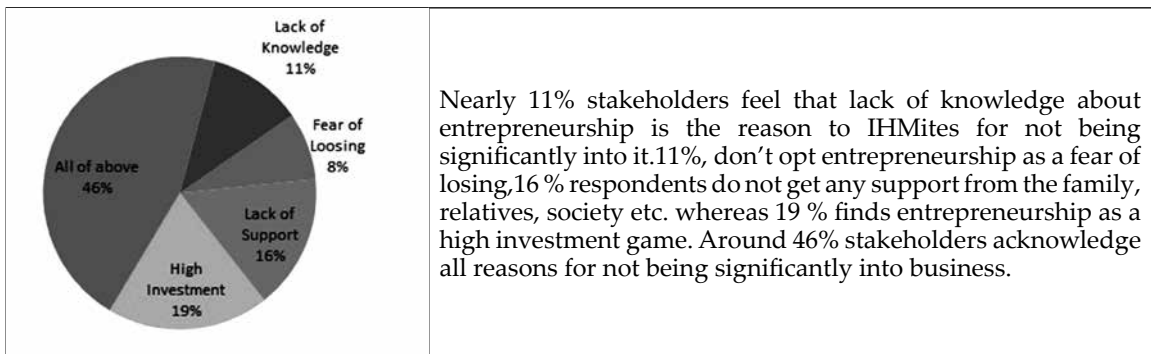 Lack of
Knowledge
11%
Fear of
Loosing
8%
All of above
46%
Lack of
Support
16%
High
Investment
19%
Nearly 11% stakeholders feel that lack of knowledge about
entrepreneurship is the reason to IHMites for not being
significantly into it.11%, don’t opt entrepreneurship as a fear of
losing,16 % respondents do not get any support from the family,
relatives, society etc. whereas 19 % finds entrepreneurship as a
high investment game. Around 46% stakeholders acknowledge
all reasons for not being significantly into business.